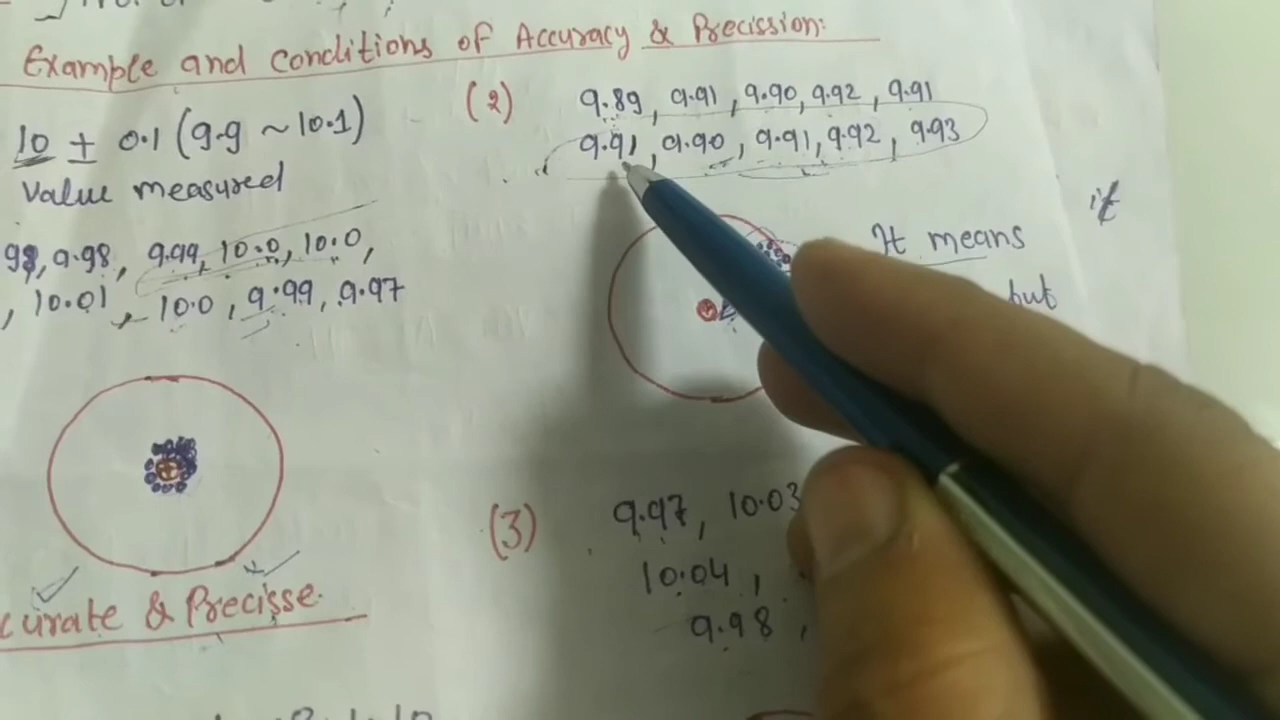 Example and conditions of Accuracy & Precission:
10 ± 0.1 (9.9 ~ 10.1)
Value measured
98, 9.98, 9.99, 10.0, 10.0,
, 10.01, 10.0, 9.99, 9.97
curate & Precisse.
(2) 9.89, 9.91, 9.90, 9.92, 9.91
9.91, 9.90, 9.91, 9.92, 9.93
It means
it
but
(3) 9.97, 10.03
10.04,
9.98,